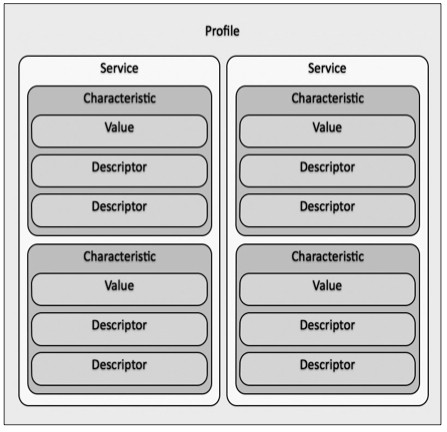 Profile
Service
Characteristic
Value
Descriptor
Descriptor
Characteristic
Value
Descriptor
Descriptor
Service
Characteristic
Value
Descriptor
Descriptor
Characteristic
Value
Descriptor
Descriptor